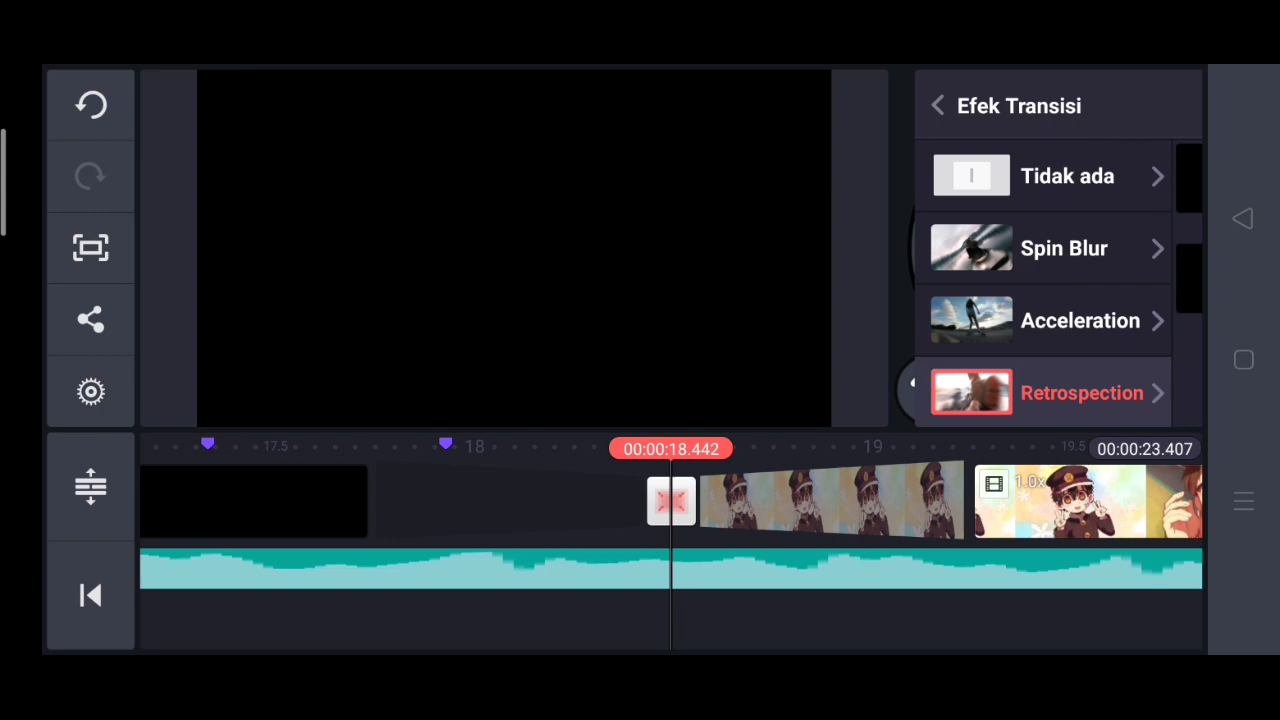 Efek Transisi
Tidak ada
Spin Blur
Acceleration
Retrospection
17.5
18
00:00:18.442
19
19.5
00:00:23.407
1.0x